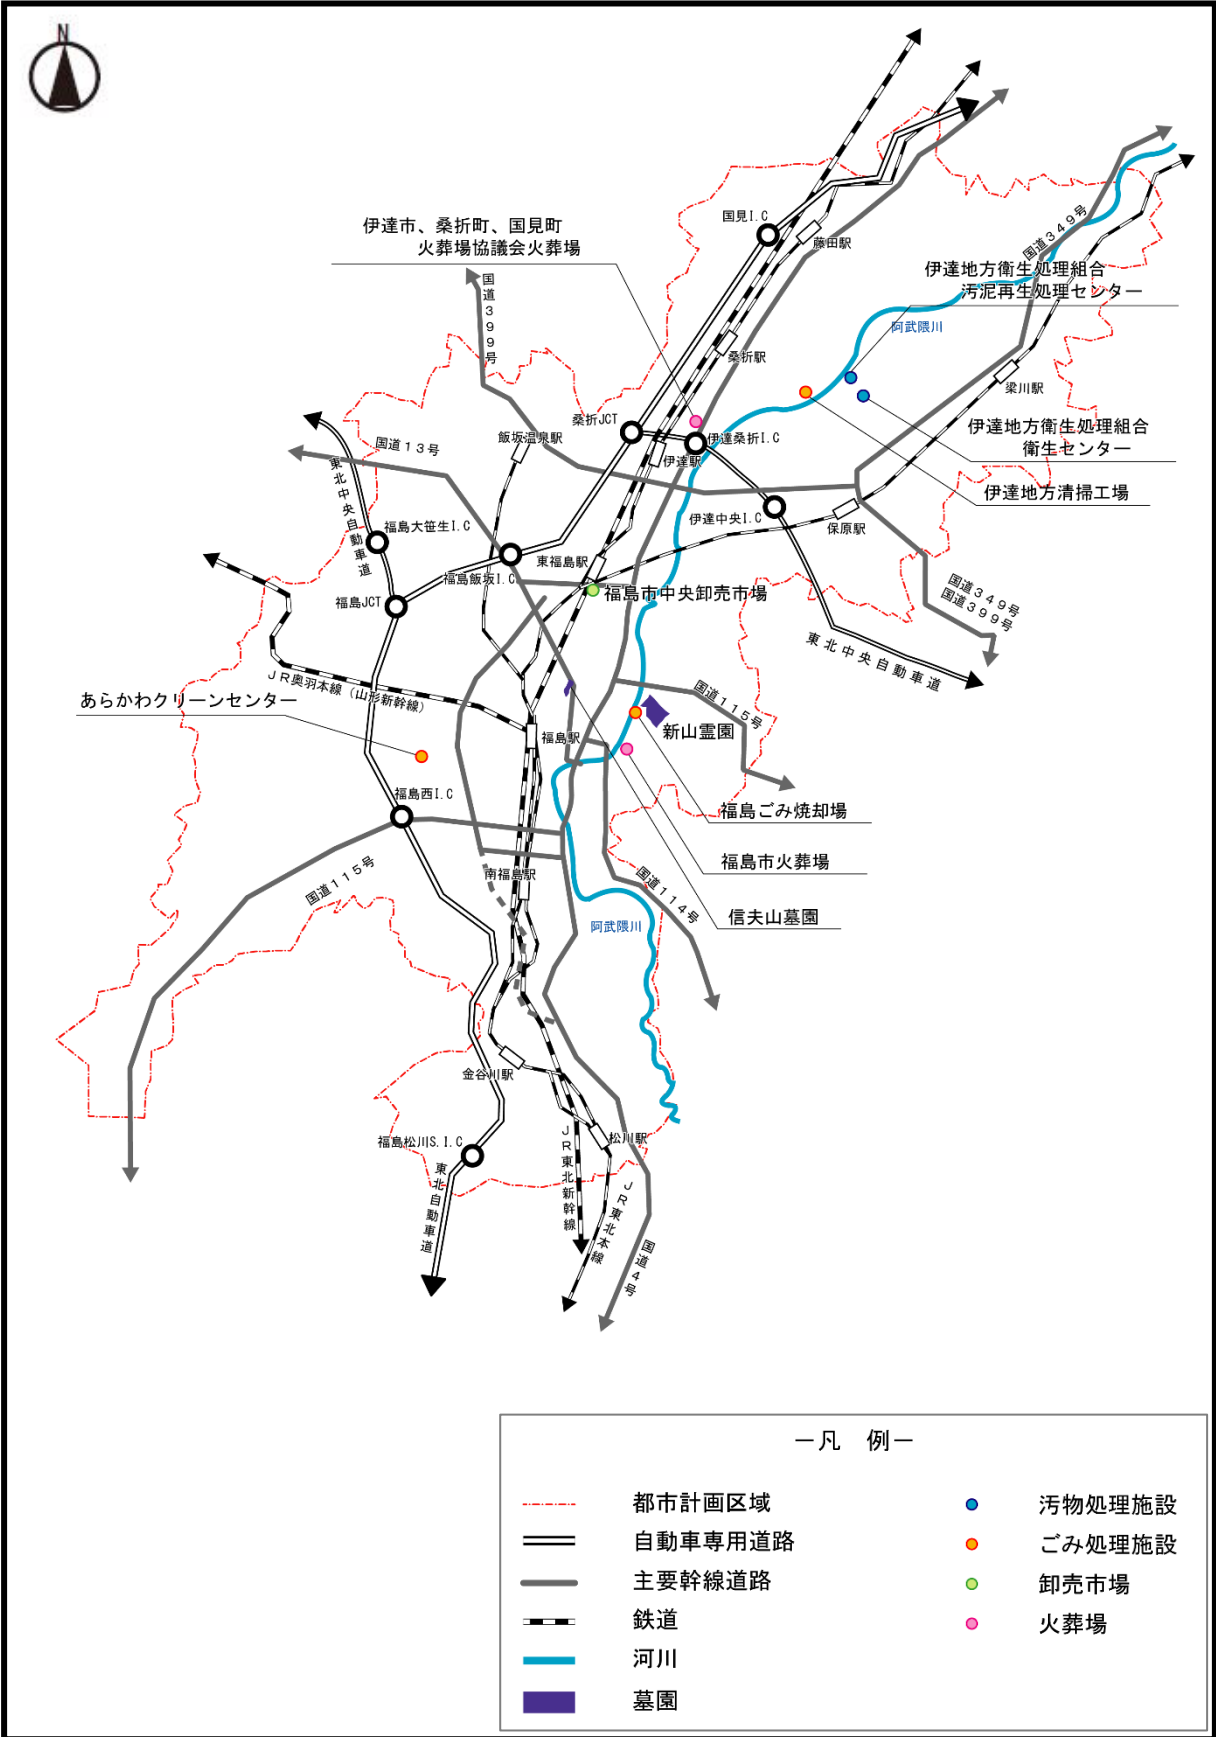 N
国見I.C
藤田駅
伊達市、桑折町、国見町
火葬場協議会火葬場
国道349号
伊達地方衛生処理組合
汚泥再生処理センター
国道399号
阿武隈川
桑折駅
梁川駅
桑折JCT
伊達桑折I.C
伊達駅
飯坂温泉駅
国道13号
伊達地方衛生処理組合
衛生センター
伊達地方清掃工場
東北中央自動車道
福島大笹生I.C
伊達中央I.C
保原駅
東福島駅
福島飯坂I.C
福島市中央卸売市場
福島JCT
国道349号
国道399号
東北中央自動車道
JR奥羽本線（山形新幹線）
あらかわクリーンセンター
国道115号
新山霊園
福島駅
福島西I.C
福島ごみ焼却場
福島市火葬場
国道115号
南福島駅
国道114号
信夫山墓園
阿武隈川
金谷川駅
福島松川S.I.C
松川駅
東北自動車道
JR東北新幹線
JR東北本線
国道4号
－凡　例－
都市計画区域
自動車専用道路
主要幹線道路
鉄道
河川
墓園
汚物処理施設
ごみ処理施設
卸売市場
火葬場